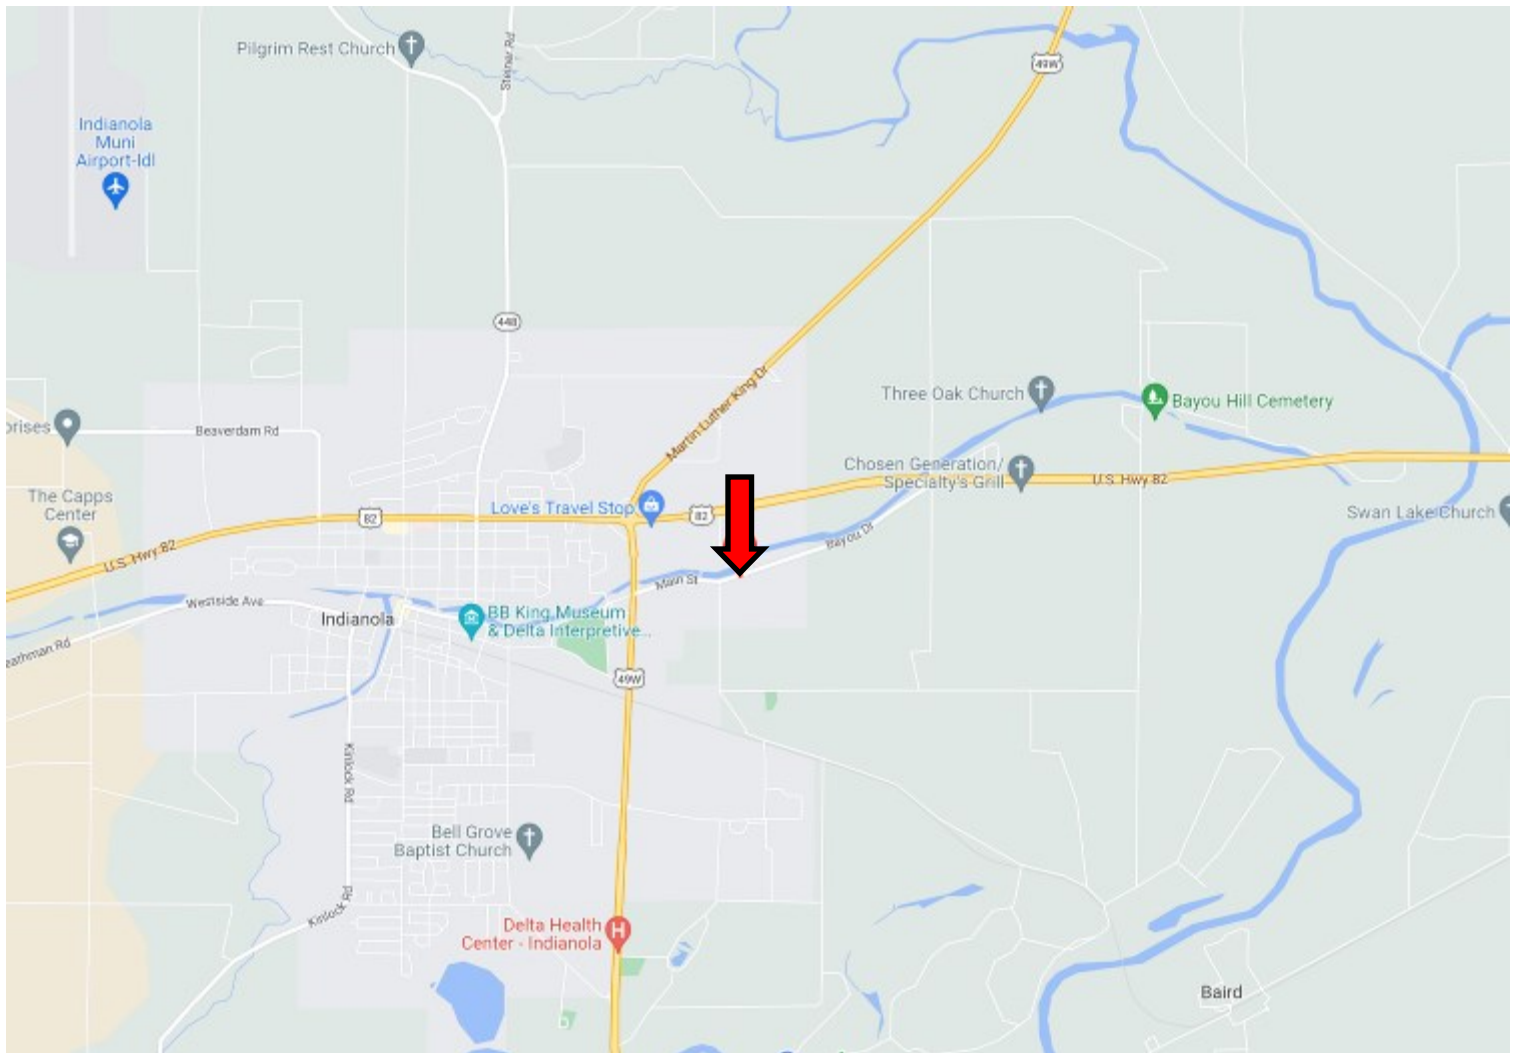 Pilgrim Rest Church
Steiner Rd
49W
Indianola
Muni
Airport-Idl
448
Martin Luther King Dr
Three Oak Church
Bayou Hill Cemetery
orises
Beaverdam Rd
Chosen Generation/
Specialty's Grill
U.S. Hwy 82
The Capps
Center
Love's Travel Stop
82
82
Swan Lake Church
U.S. Hwy 82
Bayou Dr
Main St
Westside Ave
Indianola
BB King Museum
& Delta Interpretive...
eathman Rd
49W
Kinlock Rd
Bell Grove
Baptist Church
Kinlock Rd
Delta Health
Center - Indianola
H
Baird